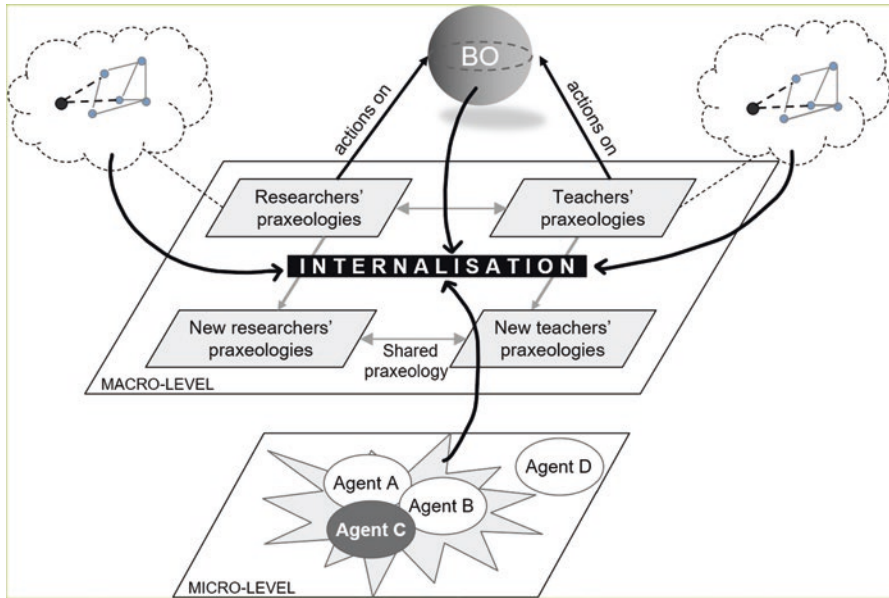 BO
actions on
actions on
Researchers'
praxeologies
Teachers'
praxeologies
INTERNALISATION
New researchers'
praxeologies
Shared
praxeology
New teachers'
praxeologies
MACRO-LEVEL
Agent A
Agent B
Agent C
Agent D
MICRO-LEVEL